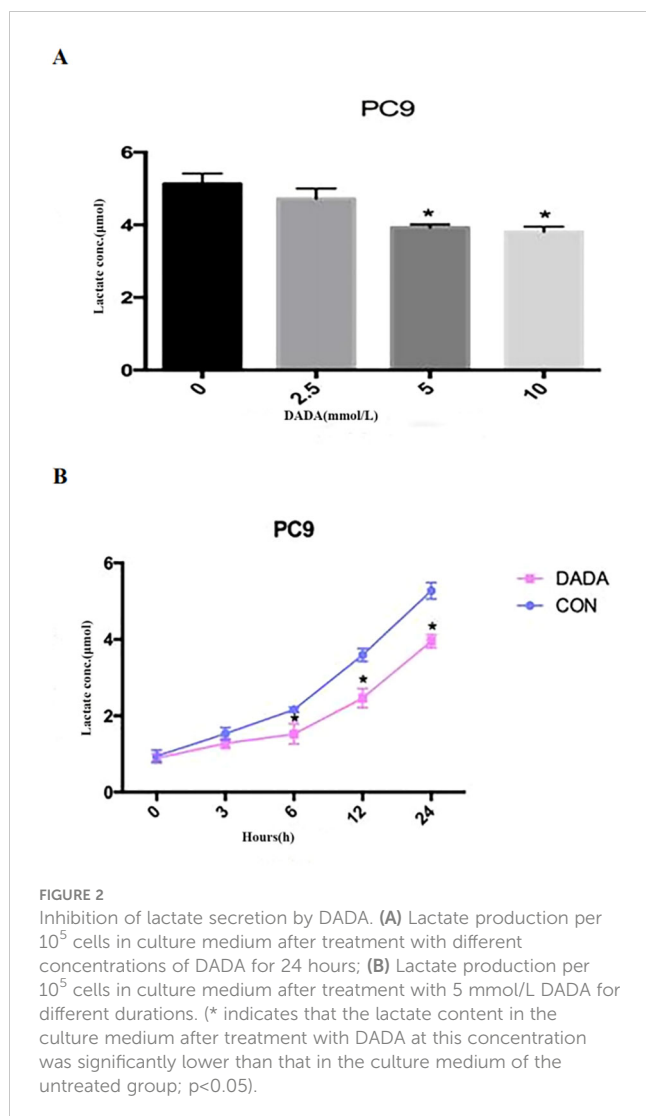 A
PC9
6
4
2
0
Lactate conc.(μmol)
* *
0 2.5 5 10
DADA(mmol/L)
B
PC9
6
4
2
0
Lactate conc.(μmol)
* * *
DADA
CON
0 3 6 12 24
Hours(h)
FIGURE 2
Inhibition of lactate secretion by DADA. (A) Lactate production per
10⁵ cells in culture medium after treatment with different
concentrations of DADA for 24 hours; (B) Lactate production per
10⁵ cells in culture medium after treatment with 5 mmol/L DADA for
different durations. (* indicates that the lactate content in the
culture medium after treatment with DADA at this concentration
was significantly lower than that in the culture medium of the
untreated group; p<0.05).